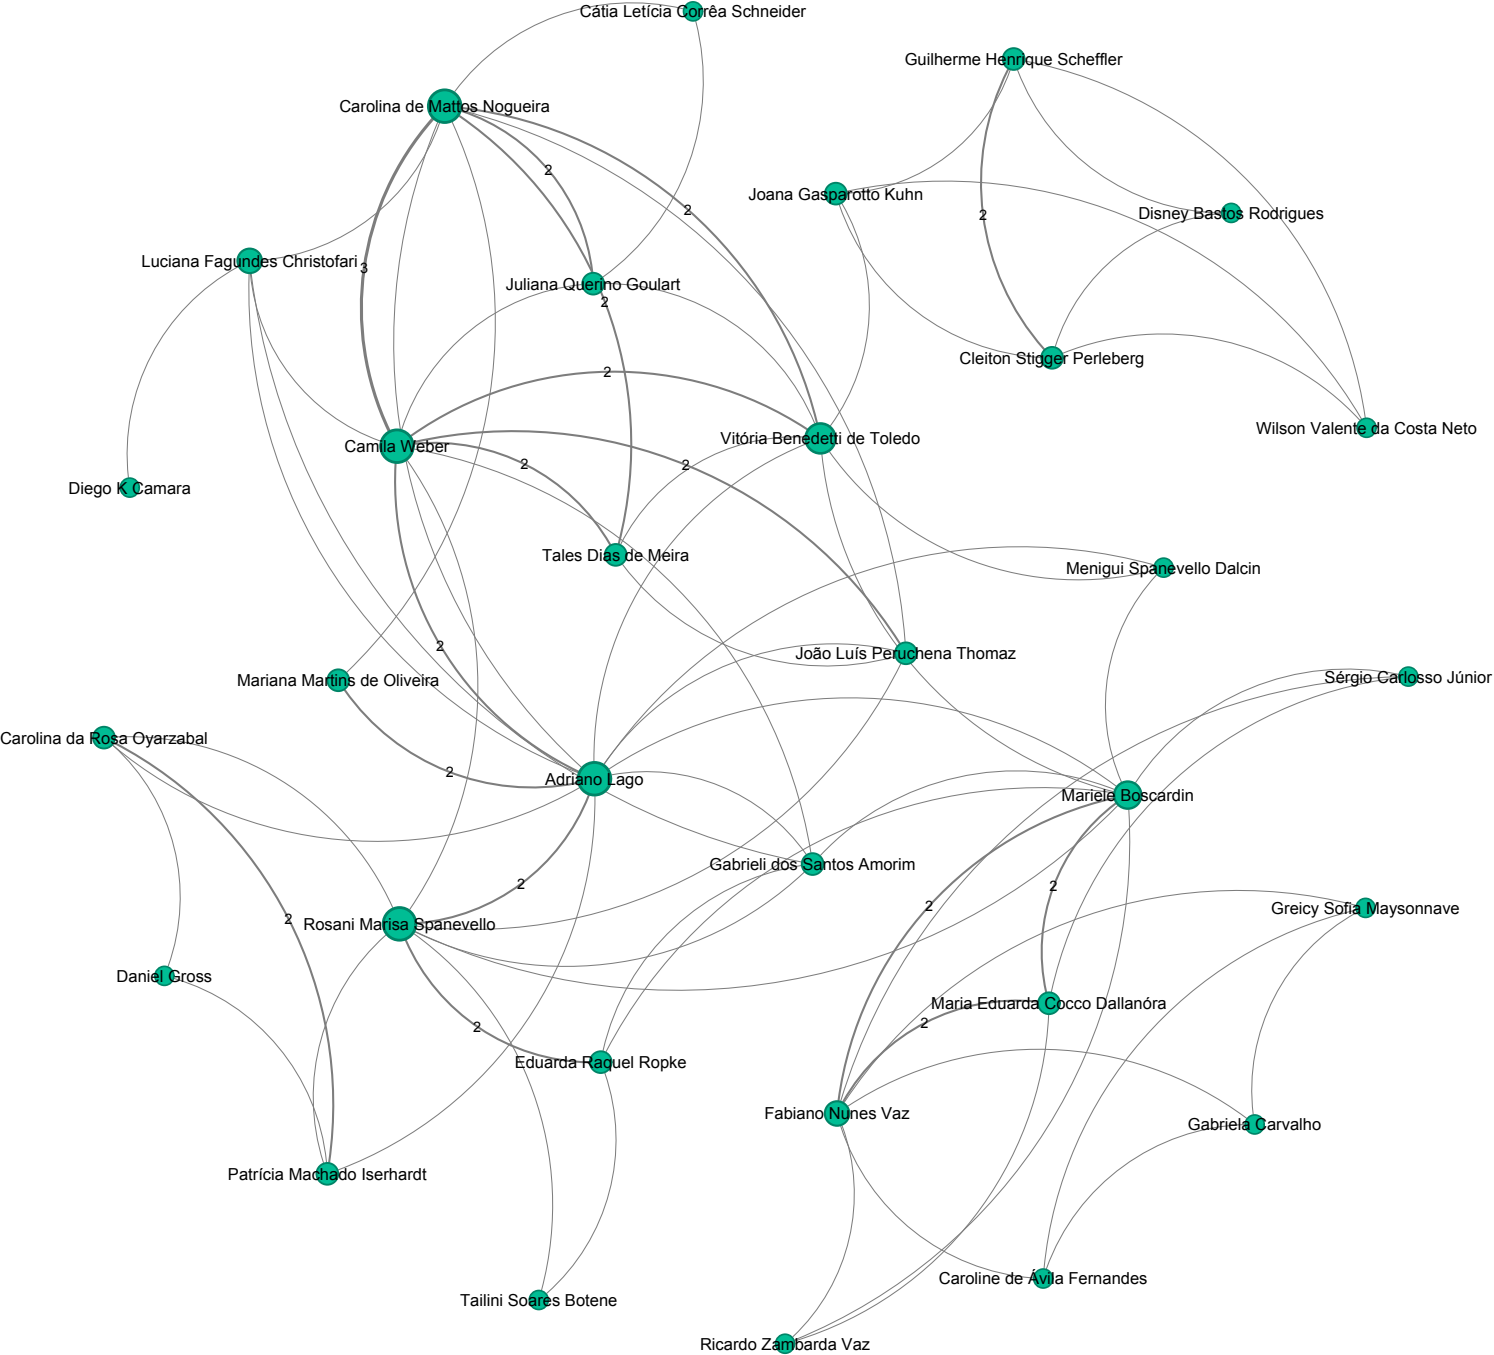 Cátia Letícia Corrêa Schneider
Guilherme Henrique Scheffler
Carolina de Mattos Nogueira
2
Joana Gasparotto Kuhn
2
Disney Bastos Rodrigues
2
Luciana Fagundes Christofari
3
Juliana Querino Goulart
2
Cleiton Stigger Perleberg
2
Wilson Valente da Costa Neto
Vitória Benedetti de Toledo
Camila Weber
2
2
Diego K Camara
Tales Dias de Meira
Menigui Spanevello Dalcin
2
João Luís Peruchena Thomaz
Sérgio Carlosso Júnior
Mariana Martins de Oliveira
Carolina da Rosa Oyarzabal
2
Adriano Lago
Mariele Boscardin
Gabrieli dos Santos Amorim
2
2
2
Greicy Sofia Maysonnave
2
Rosani Marisa Spanevello
Daniel Gross
Maria Eduarda Cocco Dallanóra
2
2
Eduarda Raquel Ropke
Fabiano Nunes Vaz
Gabriela Carvalho
Patrícia Machado Iserhardt
Caroline de Ávila Fernandes
Tailini Soares Botene
Ricardo Zambarda Vaz